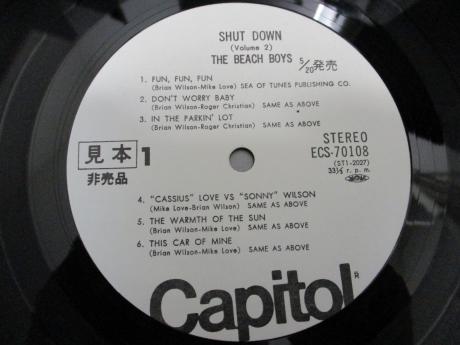 SHUT DOWN
(Volume 2)
THE BEACH BOYS 5/20発売
1. FUN, FUN, FUN
(Brian Wilson-Mike Love) SEA OF TUNES PUBLISHING CO.
2. DON'T WORRY BABY
(Brian Wilson-Roger Christian) SAME AS ABOVE
3. IN THE PARKIN' LOT
(Brian Wilson-Roger Christian) SAME AS ABOVE
見本 1
非売品
STEREO
ECS-70108
(ST1-2027)
33⅓ r. p. m.
4. "CASSIUS" LOVE VS "SONNY" WILSON
(Mike Love-Brian Wilson) SAME AS ABOVE
5. THE WARMTH OF THE SUN
(Brian Wilson-Mike Love) SAME AS ABOVE
6. THIS CAR OF MINE
(Brian Wilson-Mike Love) SAME AS ABOVE
Capitol®